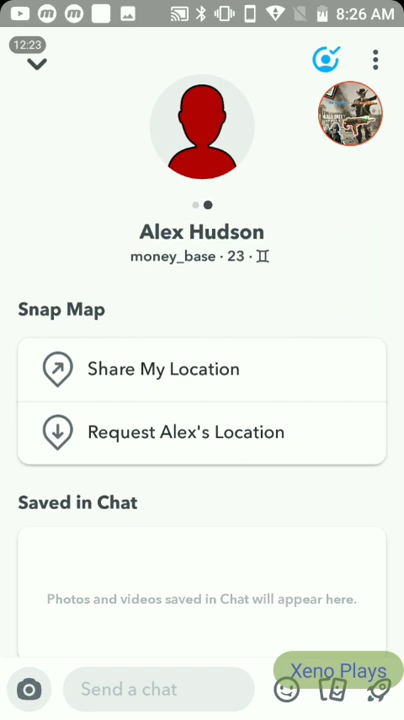 8:26 AM
12:23
Alex Hudson
money_base · 23 · ♊
Snap Map
Share My Location
Request Alex's Location
Saved in Chat
Photos and videos saved in Chat will appear here.
Send a chat
Xeno Plays